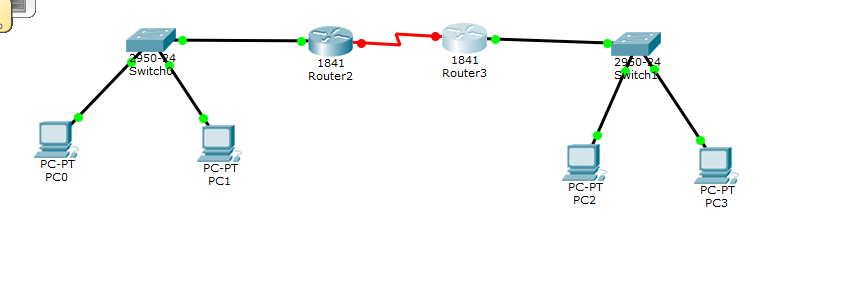 2950-24
Switch0
1841
Router2
1841
Router3
2950-24
Switch1
PC-PT
PC0
PC-PT
PC1
PC-PT
PC2
PC-PT
PC3